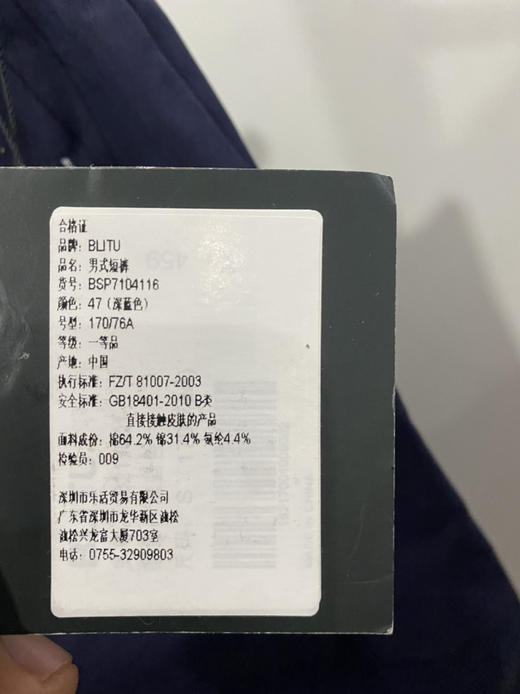 合格证
品牌: BLITU
品名: 男式短裤
货号: BSP7104116
颜色: 47 (深蓝色)
号型: 170/76A
等级: 一等品
产地: 中国
执行标准: FZ/T 81007-2003
安全标准: GB18401-2010 B类
直接接触皮肤的产品
面料成份: 棉64.2% 锦31.4% 氨纶4.4%
检验员: 009
深圳市乐活贸易有限公司
广东省深圳市龙华新区油松
油松兴龙富大厦703室
电话: 0755-32909803